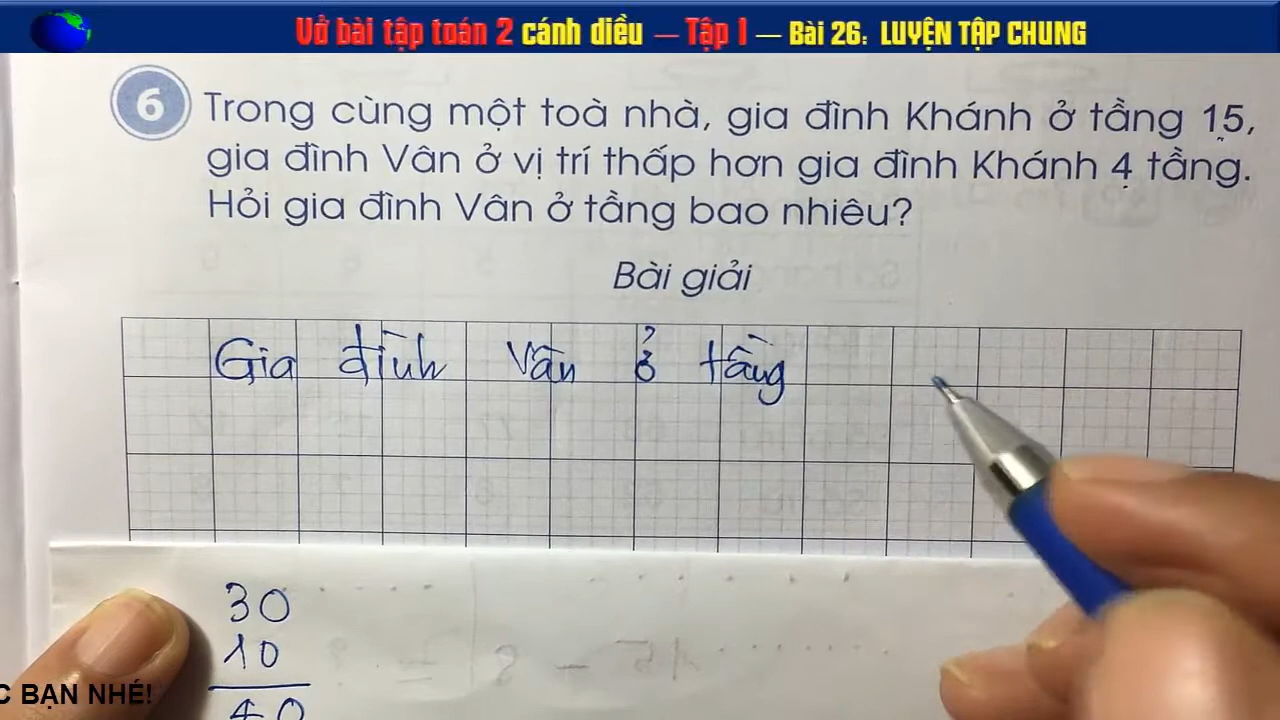 Vở bài tập toán 2 cánh diều – Tập 1 – Bài 26: LUYỆN TẬP CHUNG
6 Trong cùng một toà nhà, gia đình Khánh ở tầng 15,
gia đình Vân ở vị trí thấp hơn gia đình Khánh 4 tầng.
Hỏi gia đình Vân ở tầng bao nhiêu?
Bài giải
Gia đình Vân ở tầng
30
10
40
C BẠN NHÉ!